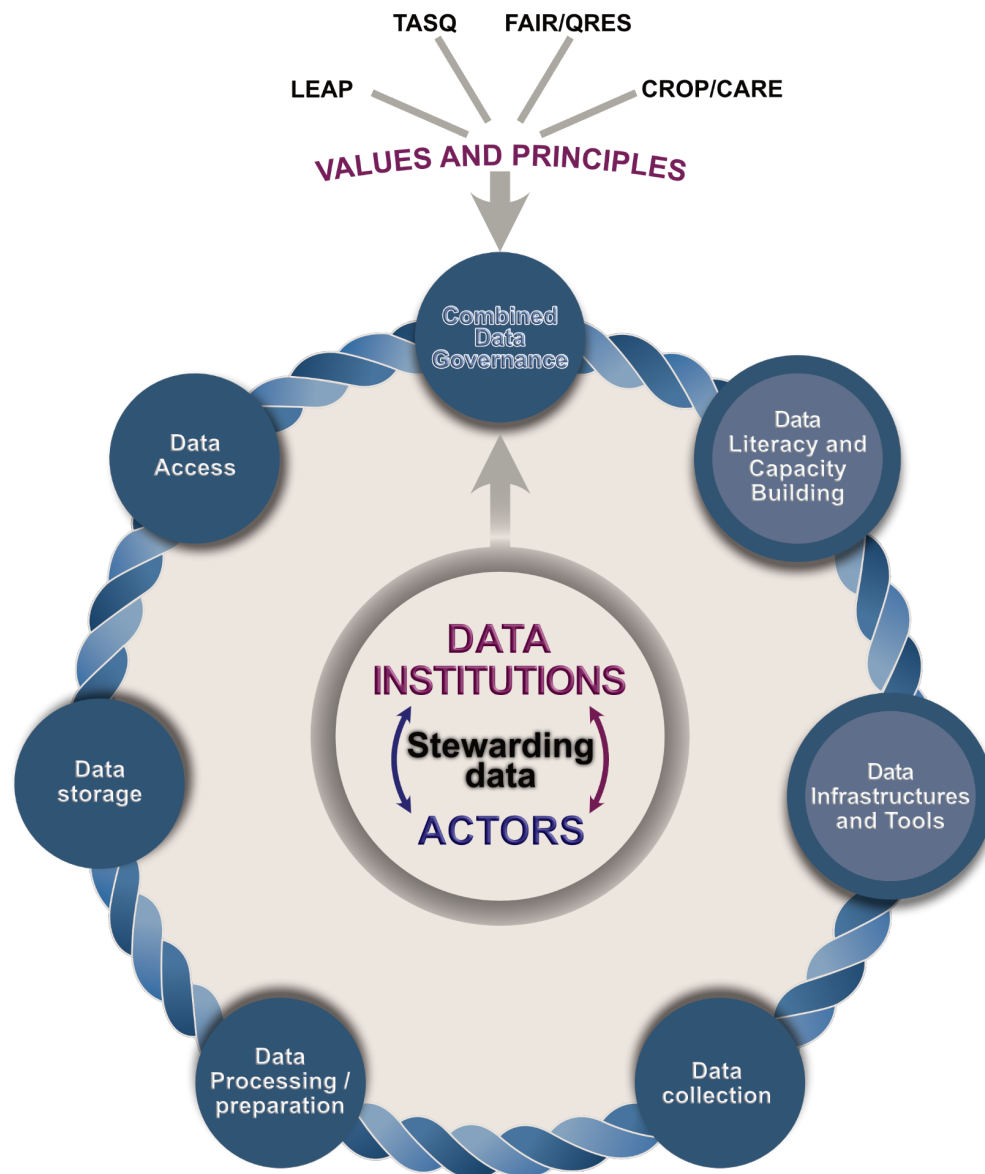 TASQ
FAIR/QRES
LEAP
CROP/CARE
VALUES AND PRINCIPLES
Combined
Data
Governance
Data
Literacy and
Capacity
Building
Data
Access
DATA
INSTITUTIONS
Stewarding
data
ACTORS
Data
storage
Data
Infrastructures
and Tools
Data
Processing /
preparation
Data
collection